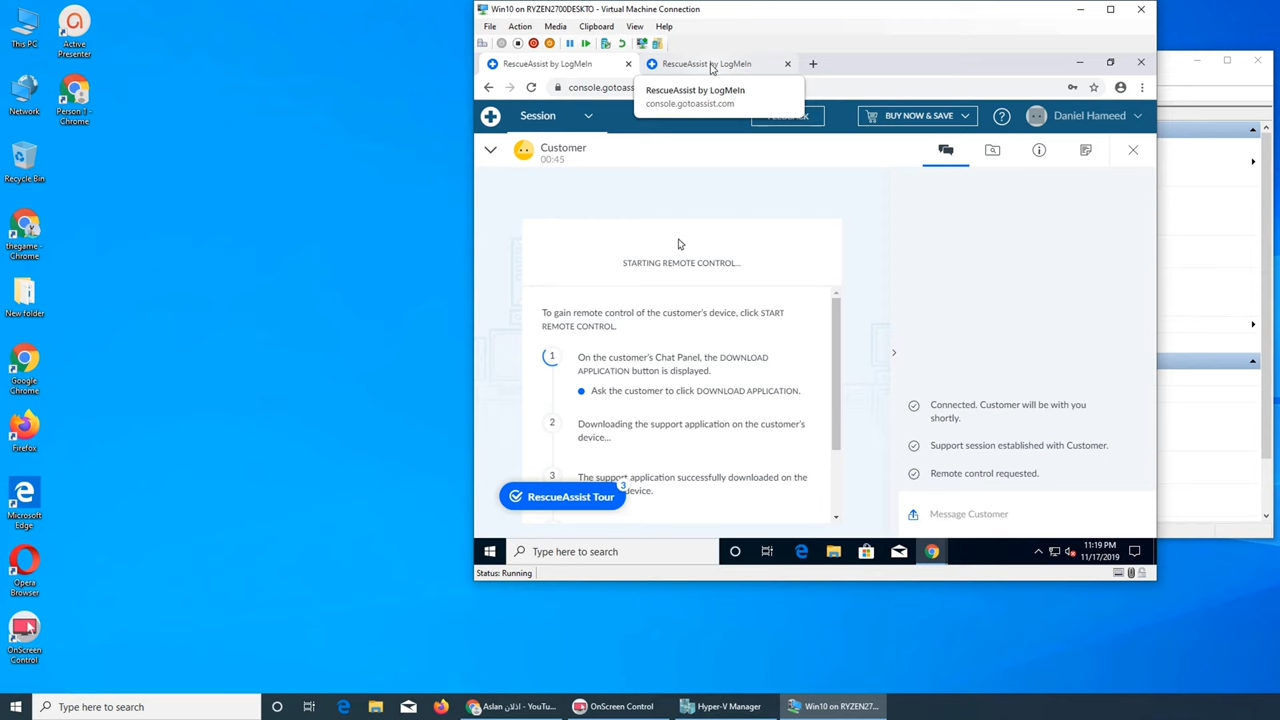 This PC
Active
Presenter
Network
Person 1 -
Chrome
Recycle Bin
thegame -
Chrome
New folder
Google
Chrome
Firefox
Microsoft
Edge
Opera
Browser
OnScreen
Control
Win10 on RYZEN2700DESKTO - Virtual Machine Connection
File Action Media Clipboard View Help
RescueAssist by LogMeIn
RescueAssist by LogMeIn
console.gotoass
RescueAssist by LogMeIn
console.gotoassist.com
Session
BUY NOW & SAVE
Daniel Hameed
Customer
00:45
STARTING REMOTE CONTROL...
To gain remote control of the customer's device, click START
REMOTE CONTROL.
1
On the customer's Chat Panel, the DOWNLOAD
APPLICATION button is displayed.
Ask the customer to click DOWNLOAD APPLICATION.
2
Downloading the support application on the customer's
device...
3
The support application successfully downloaded on the
device.
RescueAssist Tour
3
Connected. Customer will be with you
shortly.
Support session established with Customer.
Remote control requested.
Message Customer
Type here to search
11:19 PM
11/17/2019
Status: Running
Type here to search
Aslan اذلان - YouTu...
OnScreen Control
Hyper-V Manager
Win10 on RYZEN27...